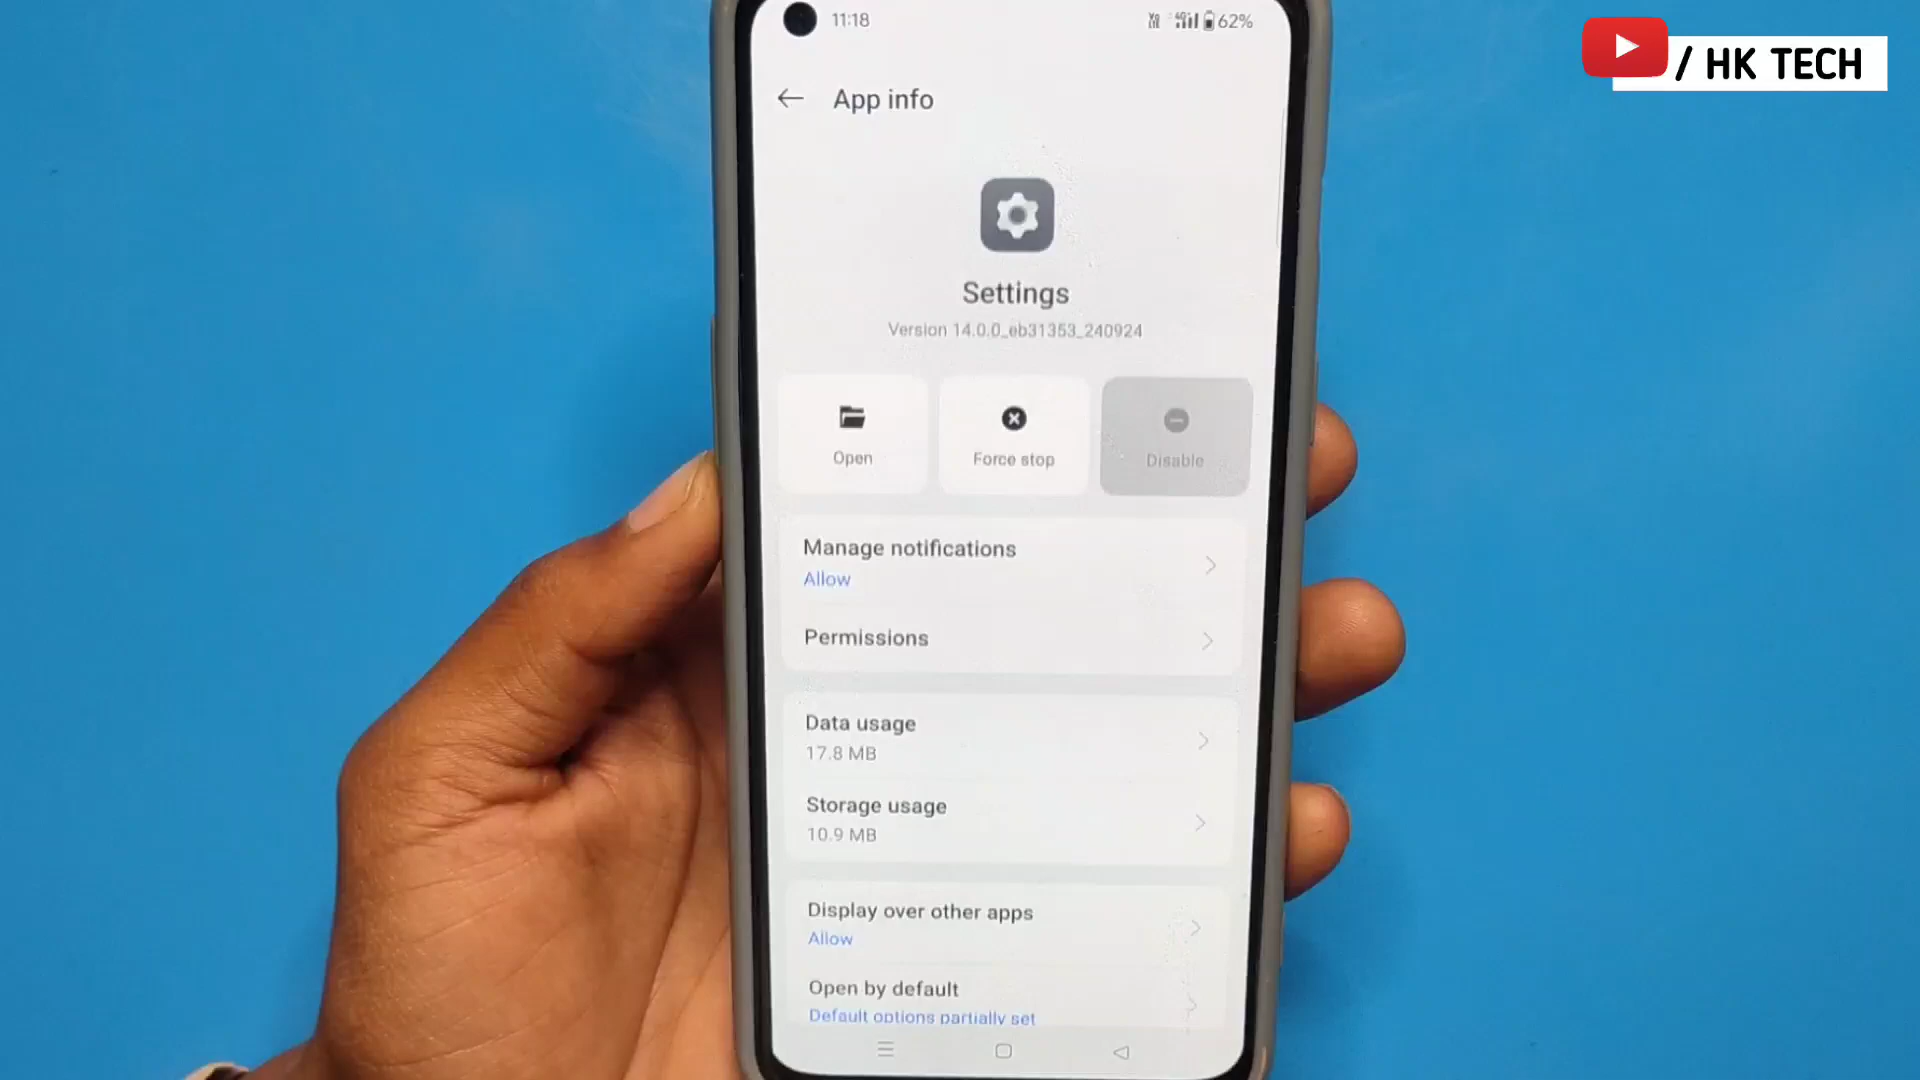 11:18
62%
/ HK TECH
App info
Settings
Version 14.0.0_eb31353_240924
Open
Force stop
Disable
Manage notifications
Allow
Permissions
Data usage
17.8 MB
Storage usage
10.9 MB
Display over other apps
Allow
Open by default
Default options partially set